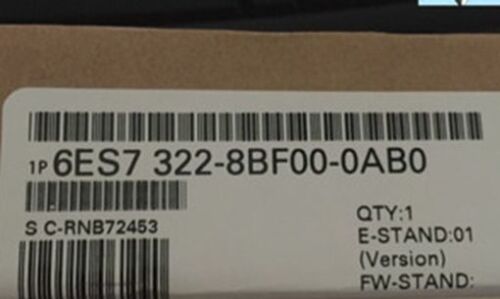 1P 6ES7 322-8BF00-0AB0
S C-RNB72453
QTY:1
E-STAND:01
(Version)
FW-STAND: